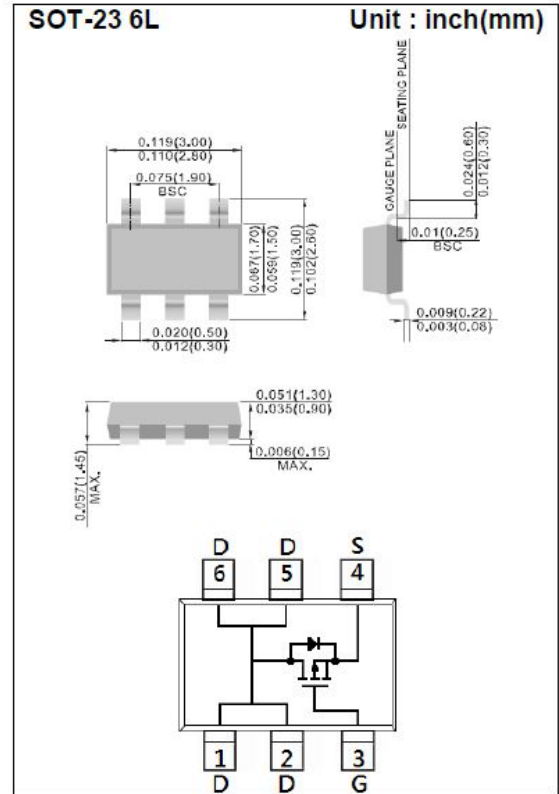 SOT-23 6L Unit : inch(mm)
0.119(3.00)
0.110(2.80)
0.075(1.90)
BSC
0.067(1.70)
0.059(1.50)
0.119(3.00)
0.102(2.60)
0.020(0.50)
0.012(0.30)
GAUGE PLANE
SEATING PLANE
0.024(0.60)
0.012(0.30)
0.01(0.25)
BSC
0.009(0.22)
0.003(0.08)
0.057(1.45)
MAX.
0.051(1.30)
0.035(0.90)
0.006(0.15)
MAX.
D D S
6 5 4
1 2 3
D D G